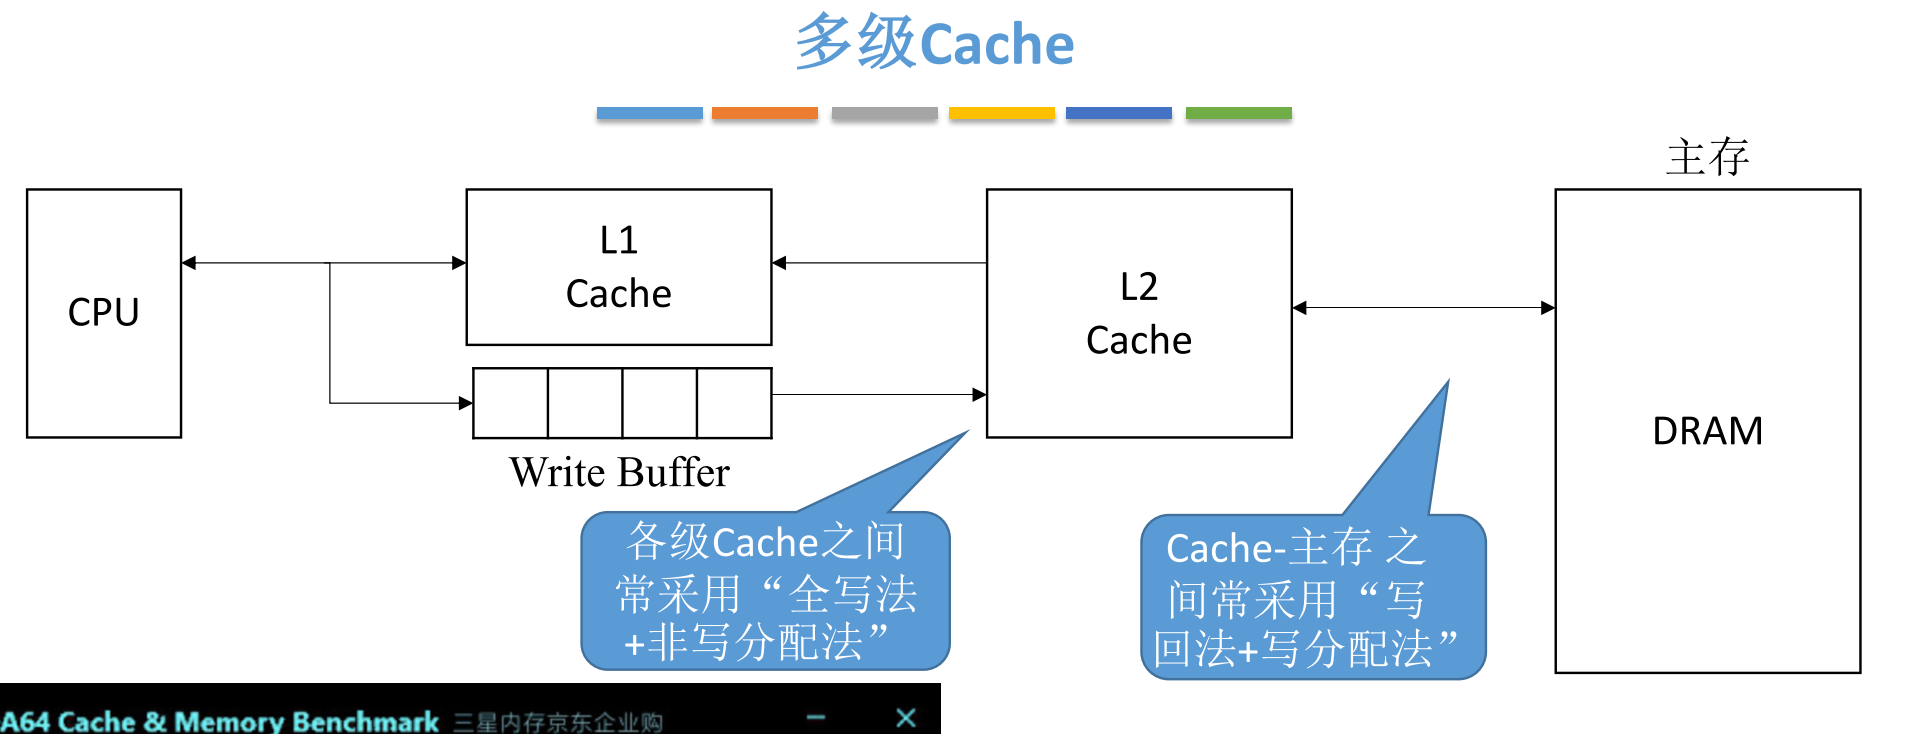 多级Cache
主存
CPU
L1
Cache
L2
Cache
DRAM
Write Buffer
各级Cache之间
常采用“全写法
+非写分配法”
Cache-主存 之
间常采用“写
回法+写分配法”
A64 Cache & Memory Benchmark 三星内存京东企业购